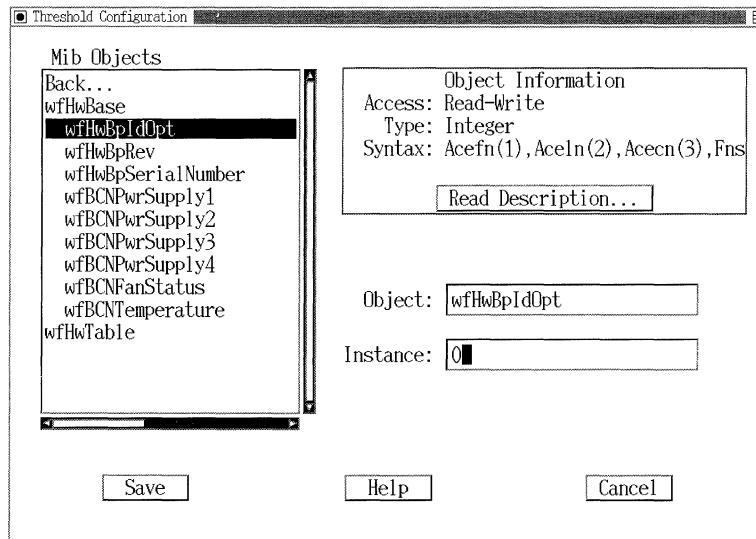 Threshold Configuration
Mib Objects
Back...
wfHwBase
wfHwBpIdOpt
wfHwBpRev
wfHwBpSerialNumber
wfBCNPwrSupply1
wfBCNPwrSupply2
wfBCNPwrSupply3
wfBCNPwrSupply4
wfBCNFanStatus
wfBCNTemperature
wfHwTable
Object Information
Access: Read-Write
Type: Integer
Syntax: Acefn(1),Aceln(2),Acecn(3),Fns
Read Description...
Object: wfHwBpIdOpt
Instance: 0
Save
Help
Cancel